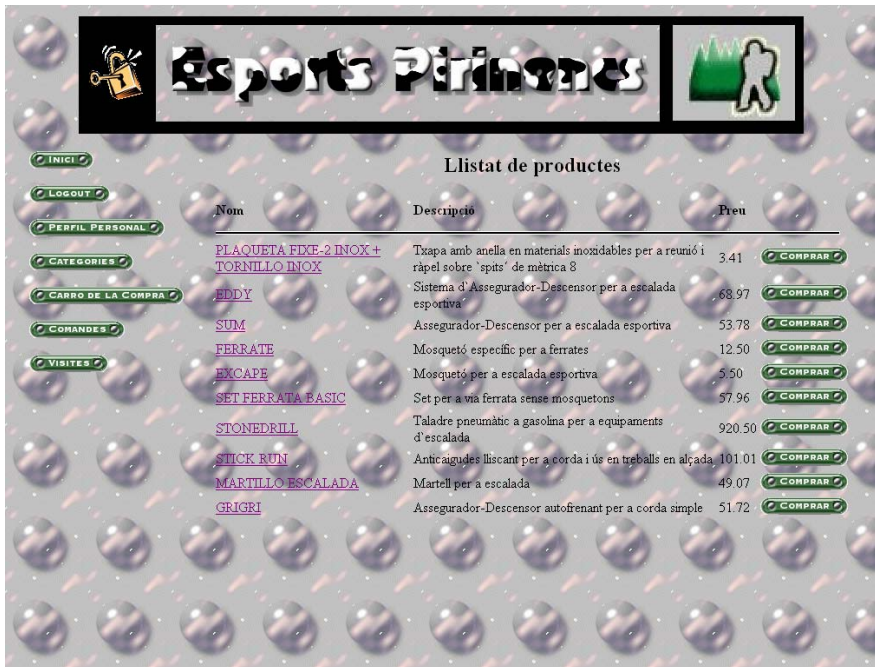 Esports Pirinencs
Llistat de productes
INICI
LOGOUT
PERFIL PERSONAL
CATEGORIES
CARRO DE LA COMPRA
COMANDES
VISITES
Nom Descripció Preu
PLAQUETA FIXE-2 INOX +
TORNILLO INOX
Txapa amb anella en materials inoxidables per a reunió i
ràpel sobre `spits´ de mètrica 8
3.41 COMPRAR
EDDY
Sistema d`Assegurador-Descensor per a escalada
esportiva
68.97 COMPRAR
SUM Assegurador-Descensor per a escalada esportiva 53.78 COMPRAR
FERRATE Mosquetó específic per a ferrates 12.50 COMPRAR
EXCAPE Mosquetó per a escalada esportiva 5.50 COMPRAR
SET FERRATA BASIC Set per a via ferrata sense mosquetons 57.96 COMPRAR
STONEDRILL
Taladre pneumàtic a gasolina per a equipaments
d`escalada
920.50 COMPRAR
STICK RUN Anticaigudes lliscant per a corda i ús en treballs en alçada 101.01 COMPRAR
MARTILLO ESCALADA Martell per a escalada 49.07 COMPRAR
GRIGRI Assegurador-Descensor autofrenant per a corda simple 51.72 COMPRAR